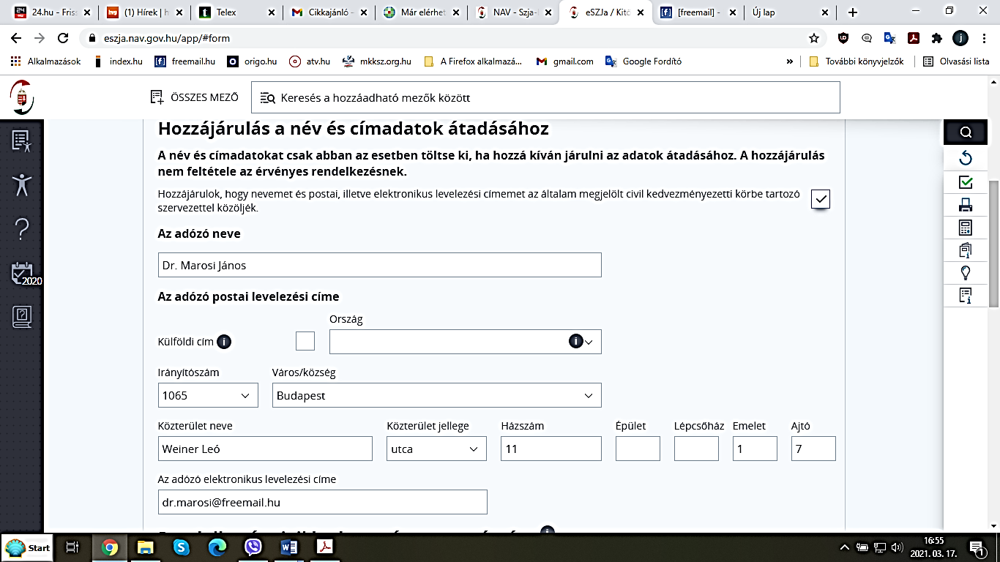 24.hu - Friss
(1) Hírek | h
Telex
Cikkajánló -
Már elérhet
NAV - Szja-
eSZJa / Kitö
[freemail] -
Új lap
eszja.nav.gov.hu/app/#form
Alkalmazások
index.hu
freemail.hu
origo.hu
atv.hu
mkksz.org.hu
A Firefox alkalmazá...
gmail.com
Google Fordító
»
További könyvjelzők
Olvasási lista
ÖSSZES MEZŐ
Keresés a hozzáadható mezők között
Hozzájárulás a név és címadatok átadásához
A név és címadatokat csak abban az esetben töltse ki, ha hozzá kíván járulni az adatok átadásához. A hozzájárulás
nem feltétele az érvényes rendelkezésnek.
Hozzájárulok, hogy nevemet és postai, illetve elektronikus levelezési címemet az általam megjelölt civil kedvezményezetti körbe tartozó
szervezettel közöljék.
Az adózó neve
Dr. Marosi János
Az adózó postai levelezési címe
Ország
Külföldi cím
Irányítószám
Város/község
1065
Budapest
Közterület neve
Közterület jellege
Házszám
Épület
Lépcsőház
Emelet
Ajtó
Weiner Leó
utca
11
1
7
Az adózó elektronikus levelezési címe
dr.marosi@freemail.hu
2020
Start
16:55
2021. 03. 17.
1